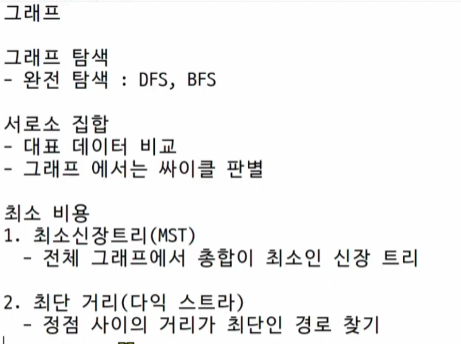 그래프
그래프 탐색
- 완전 탐색 : DFS, BFS
서로소 집합
- 대표 데이터 비교
- 그래프 에서는 싸이클 판별
최소 비용
1. 최소신장트리(MST)
- 전체 그래프에서 총합이 최소인 신장 트리
2. 최단 거리(다익 스트라)
- 정점 사이의 거리가 최단인 경로 찾기